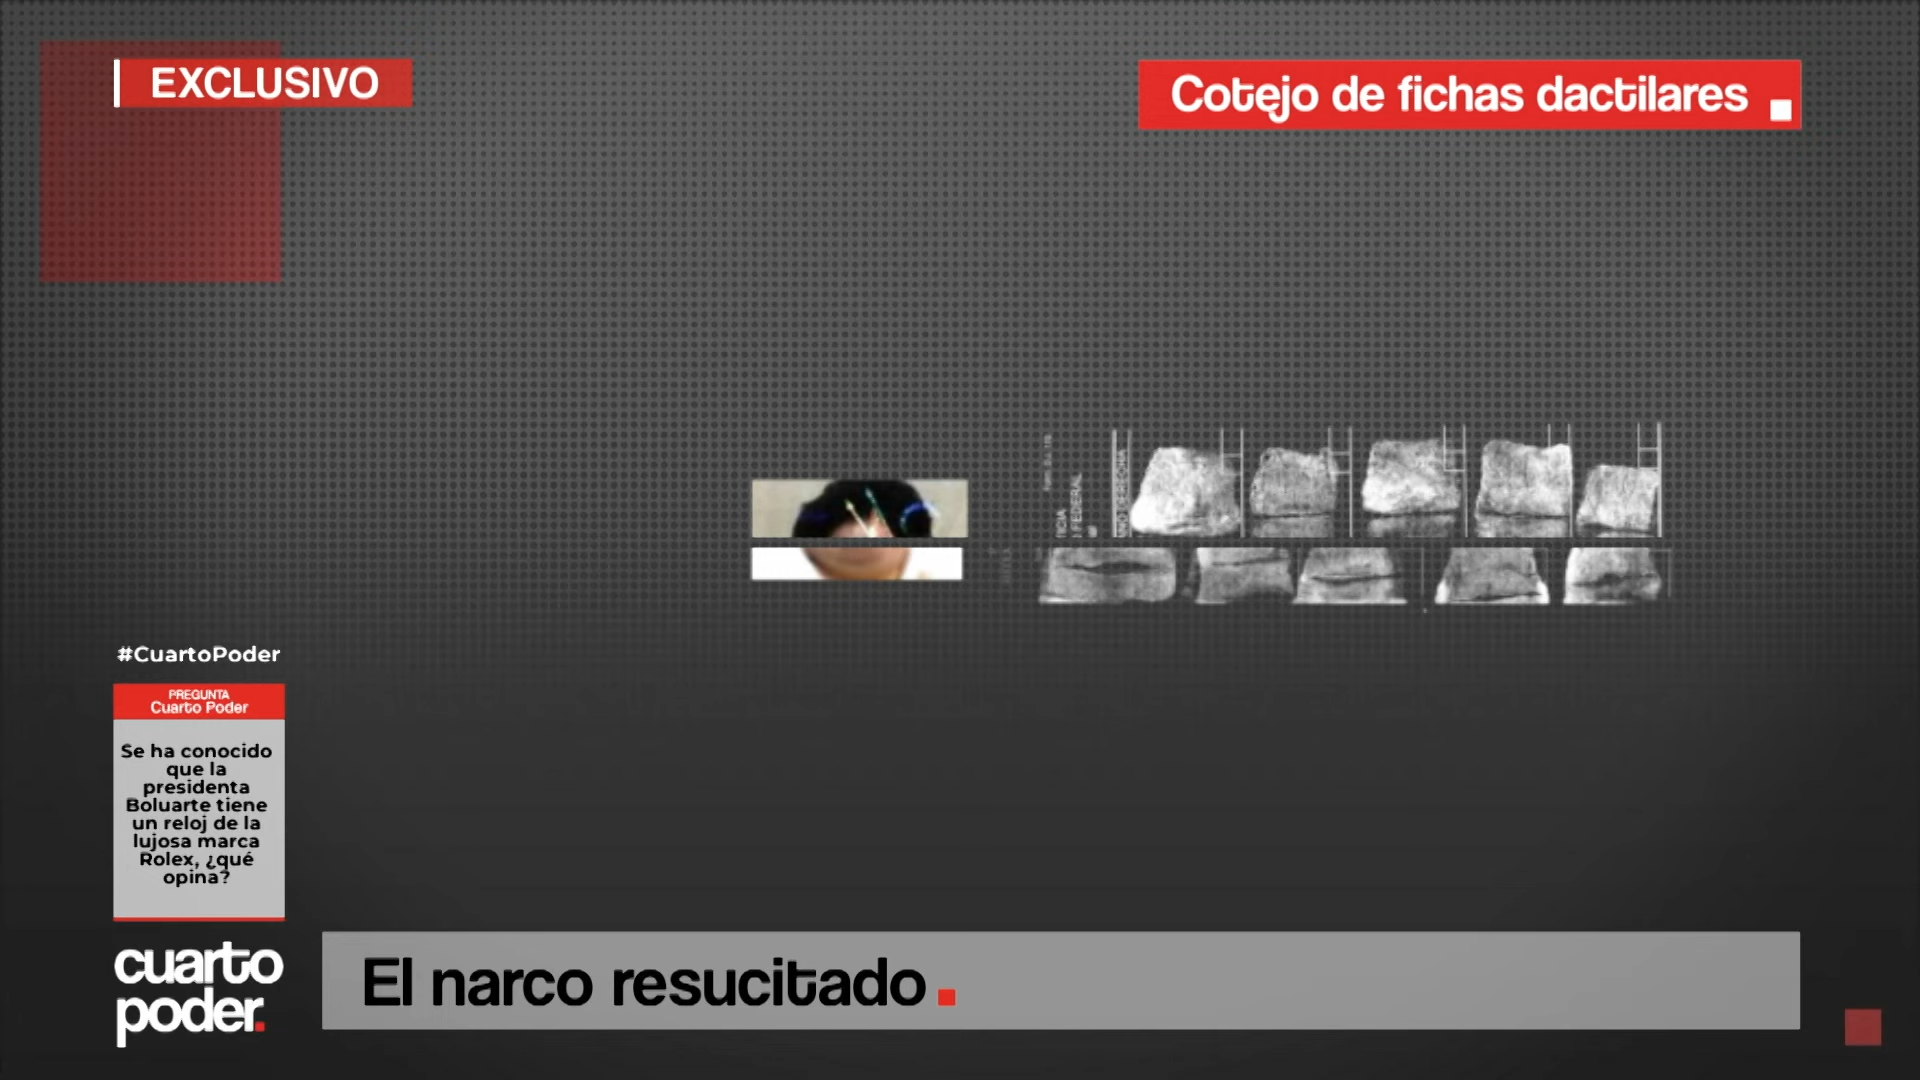 EXCLUSIVO
Cotejo de fichas dactilares
FEDERAL
#CuartoPoder
PREGUNTA
Cuarto Poder
Se ha conocido
que la
presidenta
Boluarte tiene
un reloj de la
lujosa marca
Rolex, ¿qué
opina?
cuarto
poder.
El narco resucitado